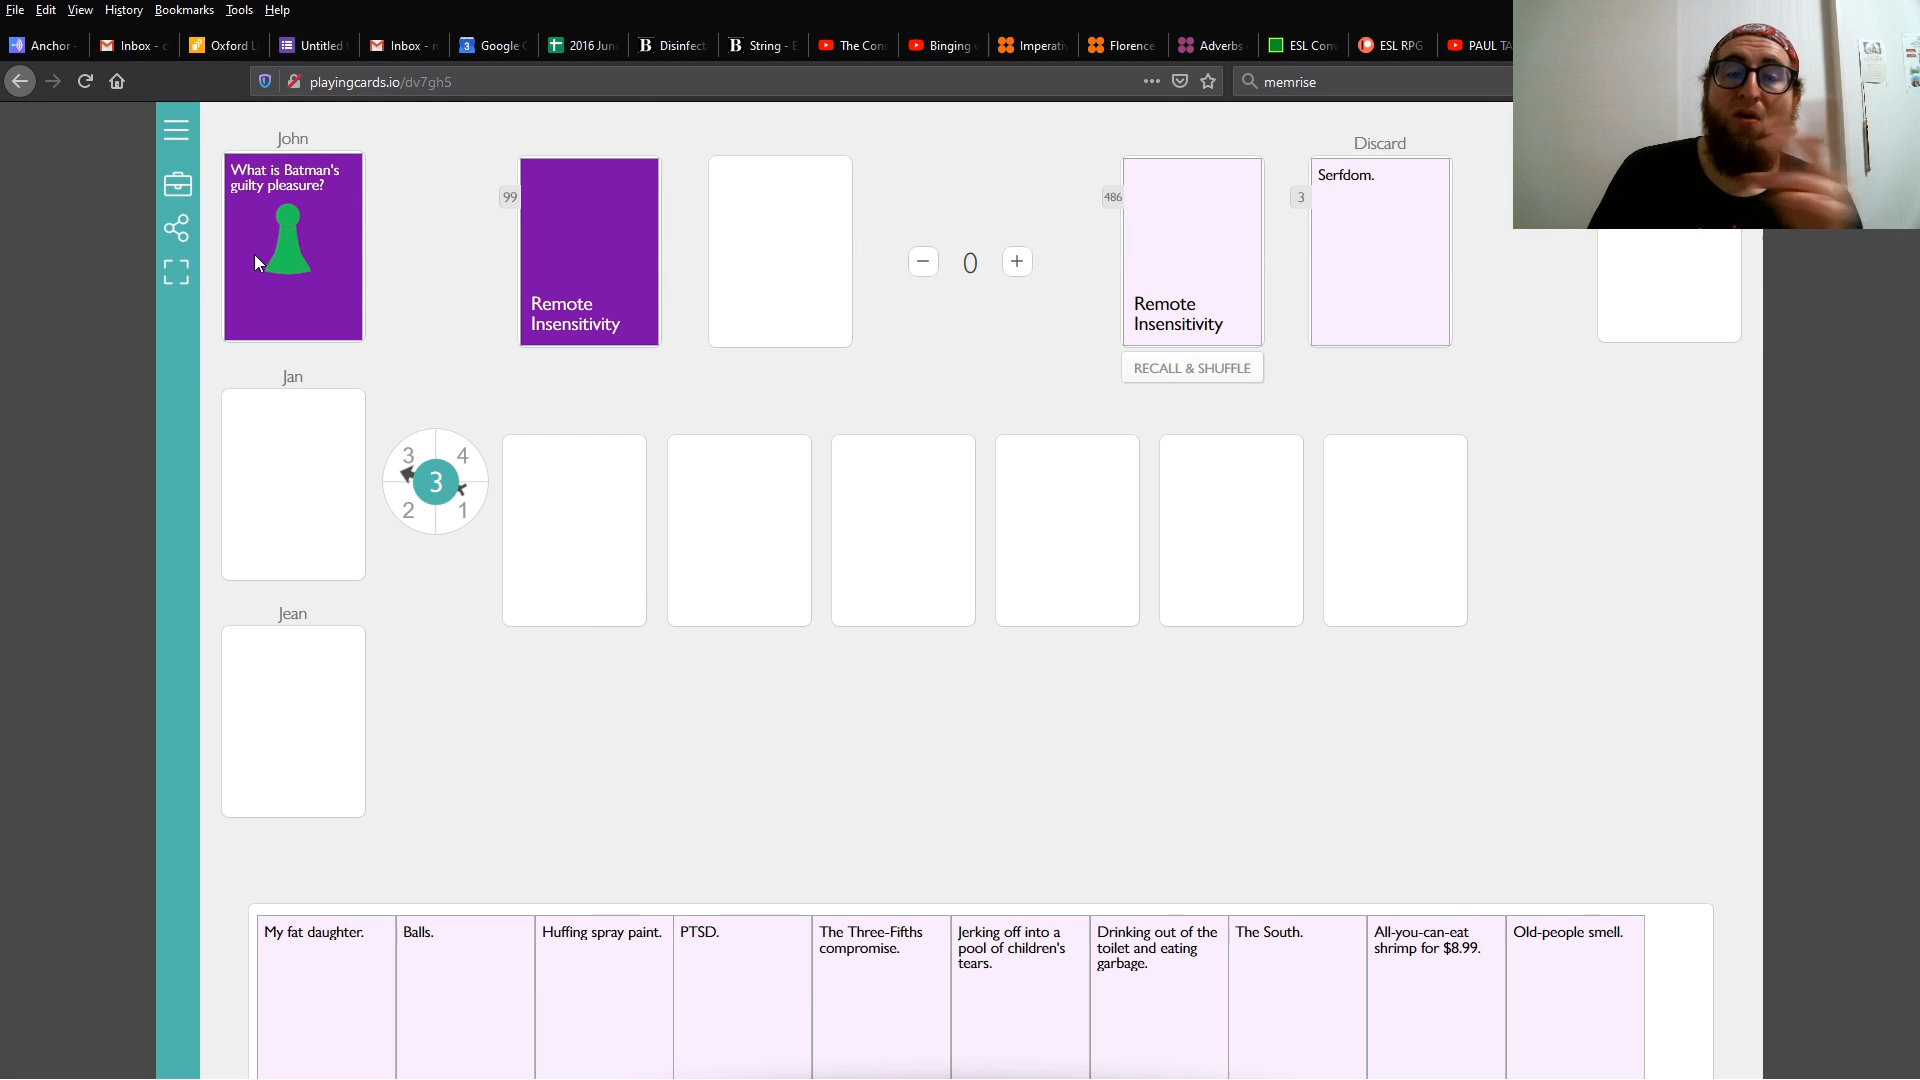 File Edit View History Bookmarks Tools Help
Anchor - Inbox - Oxford L Untitled Inbox - Google 2016 Jun Disinfect String - E The Con Binging Imperati Florence Adverbs ESL Con ESL RPG PAUL TA
playingcards.io/dv7gh5
memrise
John
What is Batman's
guilty pleasure?
99
Remote
Insensitivity
− 0 +
486
Remote
Insensitivity
RECALL & SHUFFLE
Discard
3
Serfdom.
Jan
3 4
3
2 1
Jean
My fat daughter.
Balls.
Huffing spray paint.
PTSD.
The Three-Fifths
compromise.
Jerking off into a
pool of children's
tears.
Drinking out of the
toilet and eating
garbage.
The South.
All-you-can-eat
shrimp for $8.99.
Old-people smell.